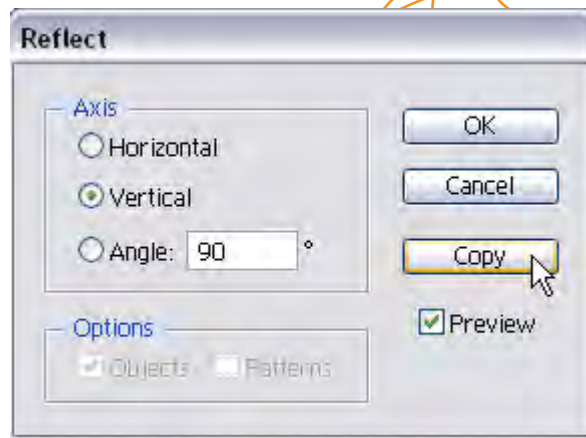 Reflect
Axis
Horizontal
Vertical
Angle: 90 °
OK
Cancel
Copy
Preview
Options
Objects Patterns